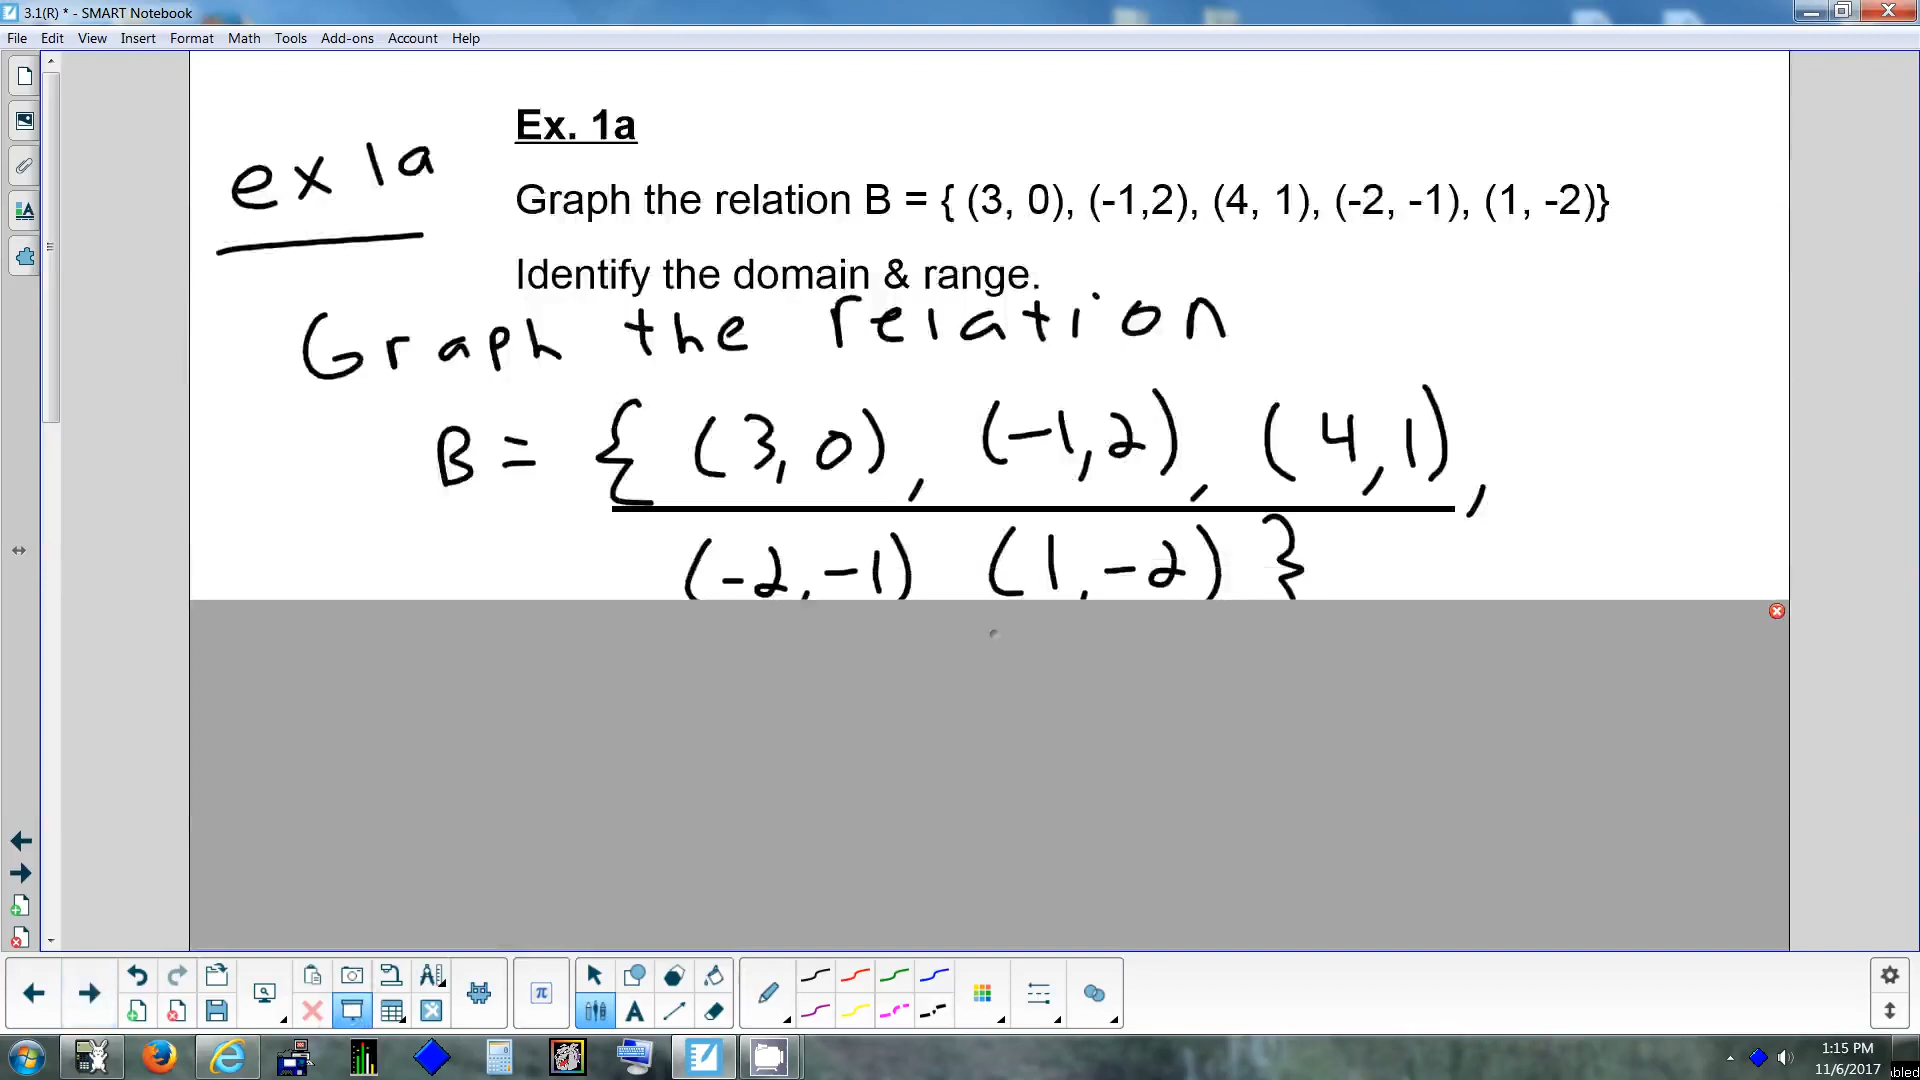 3.1(R) * - SMART Notebook
File Edit View Insert Format Math Tools Add-ons Account Help
Ex. 1a
ex 1a
Graph the relation B = { (3, 0), (-1,2), (4, 1), (-2, -1), (1, -2)}
Identify the domain & range.
Graph the relation
B = { (3, 0), (-1, 2), (4, 1),
(-2, -1) (1, -2) }
π
A
1:15 PM
11/6/2017
bled